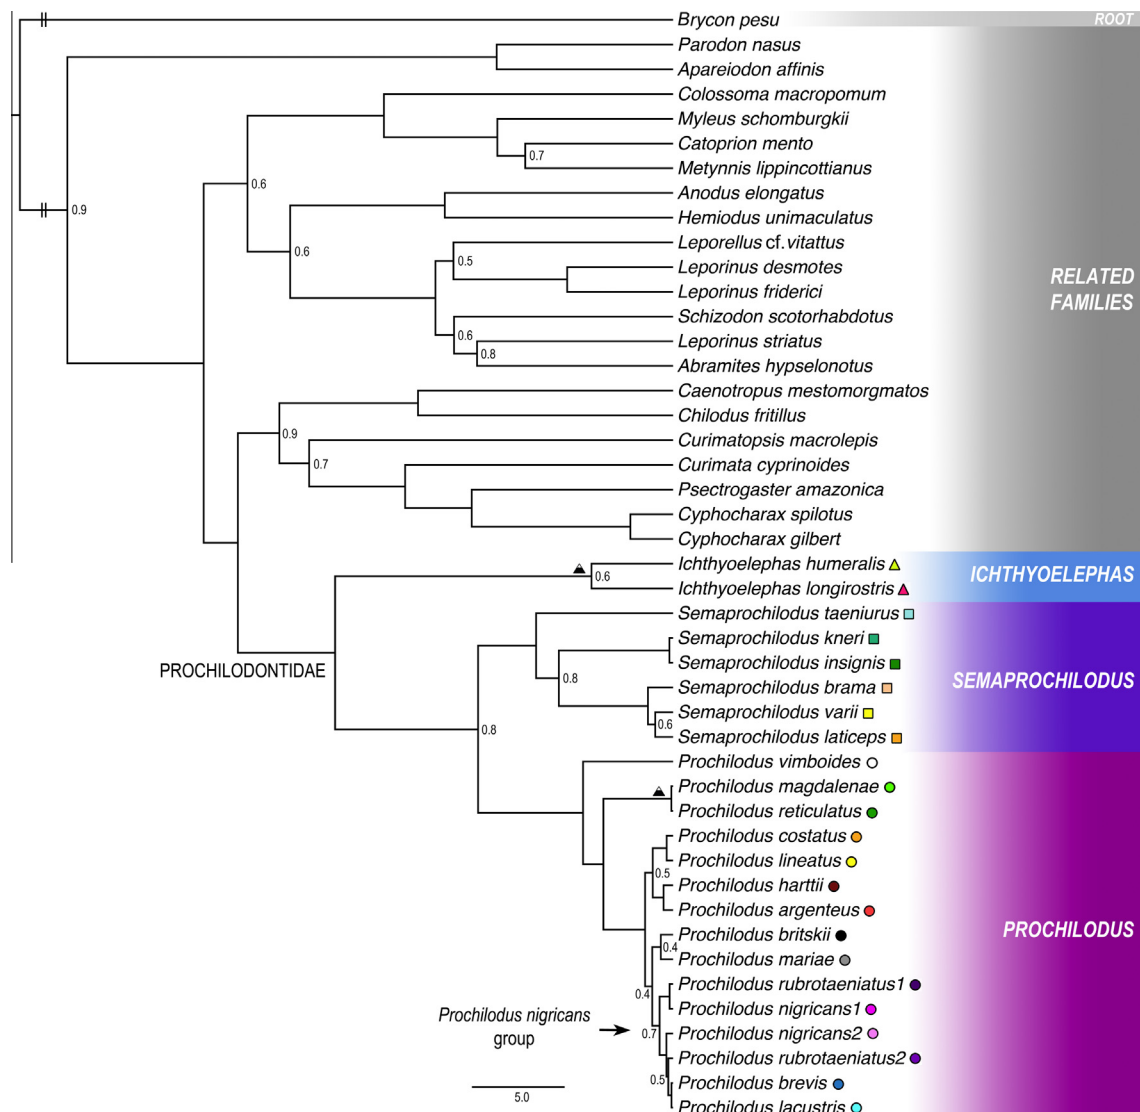 Brycon pesu
ROOT
Parodon nasus
Apareiodon affinis
Colossoma macropomum
Myleus schomburgkii
Catoprion mento
0.7
Metynnis lippincottianus
0.6
Anodus elongatus
0.9
Hemiodus unimaculatus
Leporellus cf. vitattus
0.6
0.5
Leporinus desmotes
RELATED
FAMILIES
Leporinus friderici
Schizodon scotorhabdotus
0.6
Leporinus striatus
0.8
Abramites hypselonotus
Caenotropus mestomorgmatos
Chilodus fritillus
0.9
Curimatopsis macrolepis
0.7
Curimata cyprinoides
Psectrogaster amazonica
Cyphocharax spilotus
Cyphocharax gilbert
Ichthyoelephas humeralis
0.6
ICHTHYOELEPHAS
Ichthyoelephas longirostris
Semaprochilodus taeniurus
Semaprochilodus kneri
Semaprochilodus insignis
PROCHILODONTIDAE
0.8
SEMAPROCHILODUS
Semaprochilodus brama
Semaprochilodus varii
0.6
0.8
Semaprochilodus laticeps
Prochilodus vimboides
Prochilodus magdalenae
Prochilodus reticulatus
Prochilodus costatus
Prochilodus lineatus
0.5
Prochilodus harttii
Prochilodus argenteus
PROCHILODUS
Prochilodus britskii
0.4
Prochilodus mariae
Prochilodus rubrotaeniatus1
0.4
Prochilodus nigricans1
Prochilodus nigricans
group
0.7
Prochilodus nigricans2
Prochilodus rubrotaeniatus2
0.5
Prochilodus brevis
5.0
Prochilodus lacustris